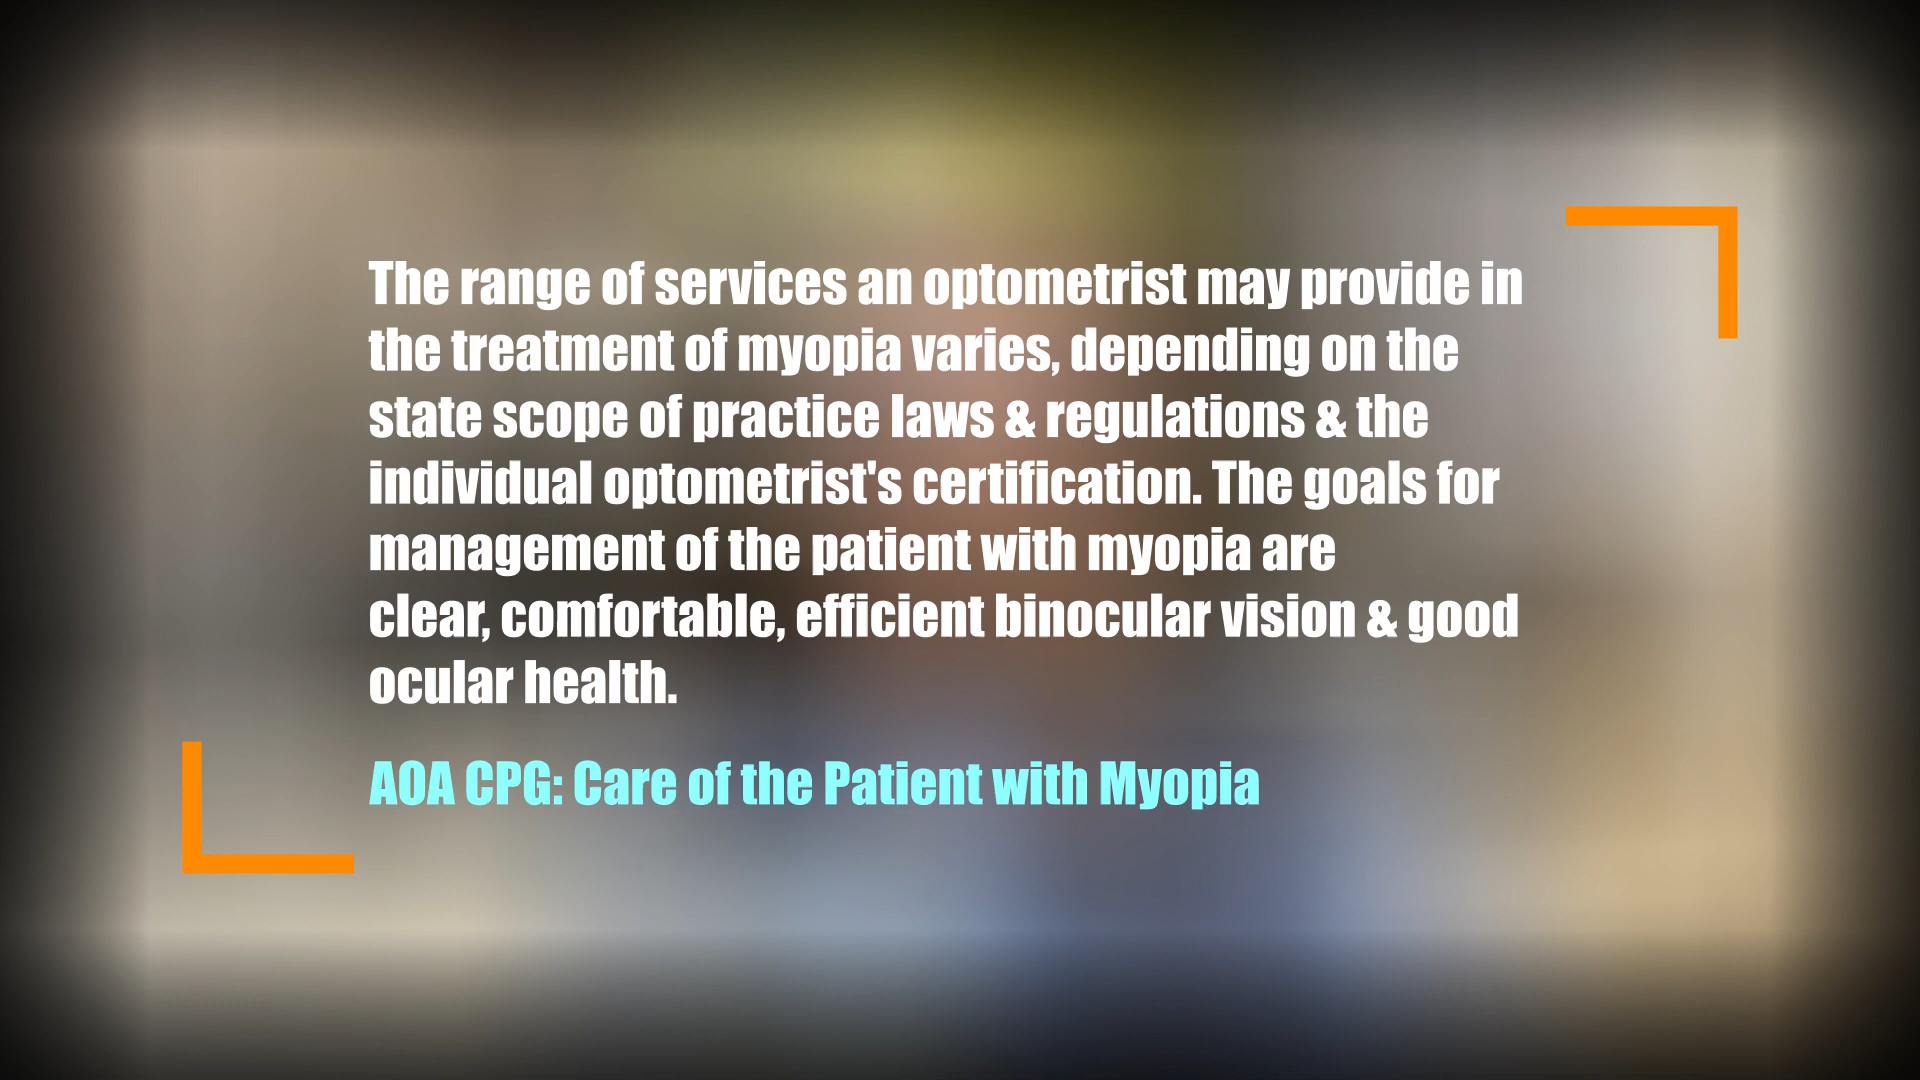 The range of services an optometrist may provide in
the treatment of myopia varies, depending on the
state scope of practice laws & regulations & the
individual optometrist's certification. The goals for
management of the patient with myopia are
clear, comfortable, efficient binocular vision & good
ocular health.
AOA CPG: Care of the Patient with Myopia